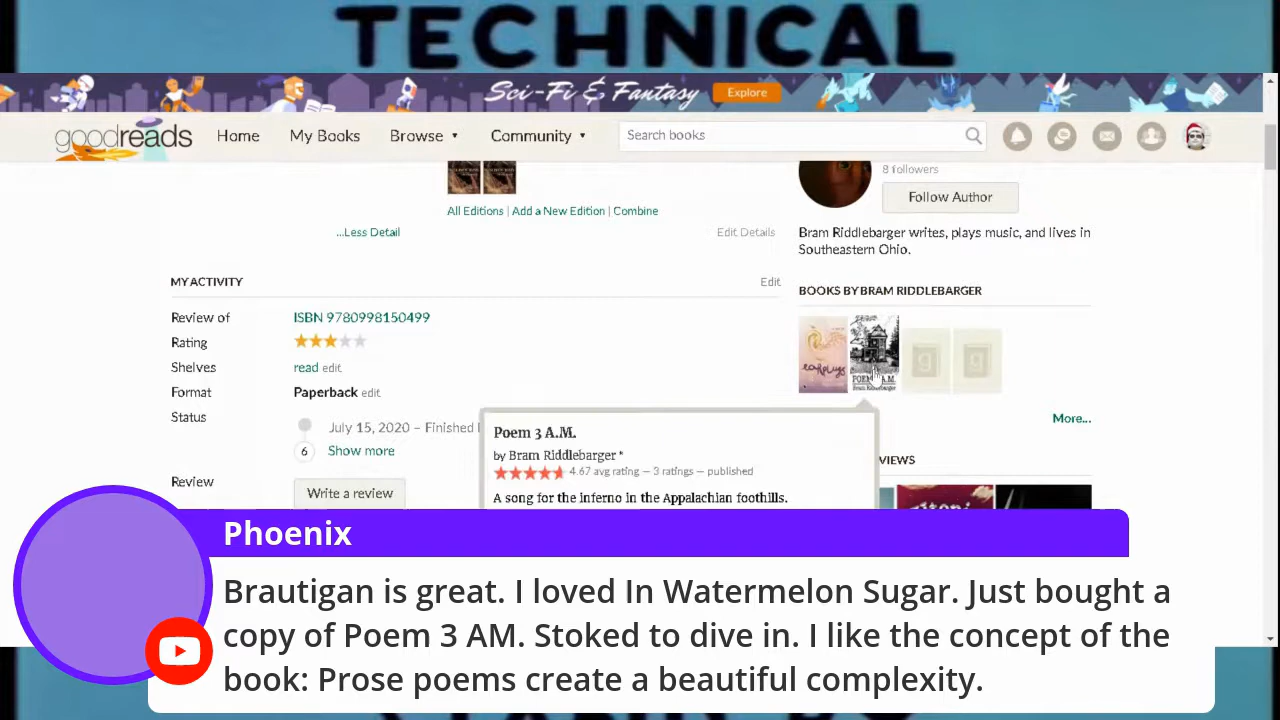 TECHNICAL
Sci-Fi & Fantasy Explore
goodreads Home My Books Browse ▼ Community ▼ Search books
8 followers
Follow Author
All Editions | Add a New Edition | Combine
...Less Detail Edit Details
Bram Riddlebarger writes, plays music, and lives in
Southeastern Ohio.
MY ACTIVITY Edit
BOOKS BY BRAM RIDDLEBARGER
Review of ISBN 9780998150499
Rating
Shelves read edit
Format Paperback edit
Status
July 15, 2020 – Finished
6 Show more
Review
Write a review
earplugs
POEM 3 A.M.
Bram Riddlebarger
g
g
More...
Poem 3 A.M.
by Bram Riddlebarger *
4.67 avg rating — 3 ratings — published
A song for the inferno in the Appalachian foothills.
VIEWS
Phoenix
Brautigan is great. I loved In Watermelon Sugar. Just bought a
copy of Poem 3 AM. Stoked to dive in. I like the concept of the
book: Prose poems create a beautiful complexity.